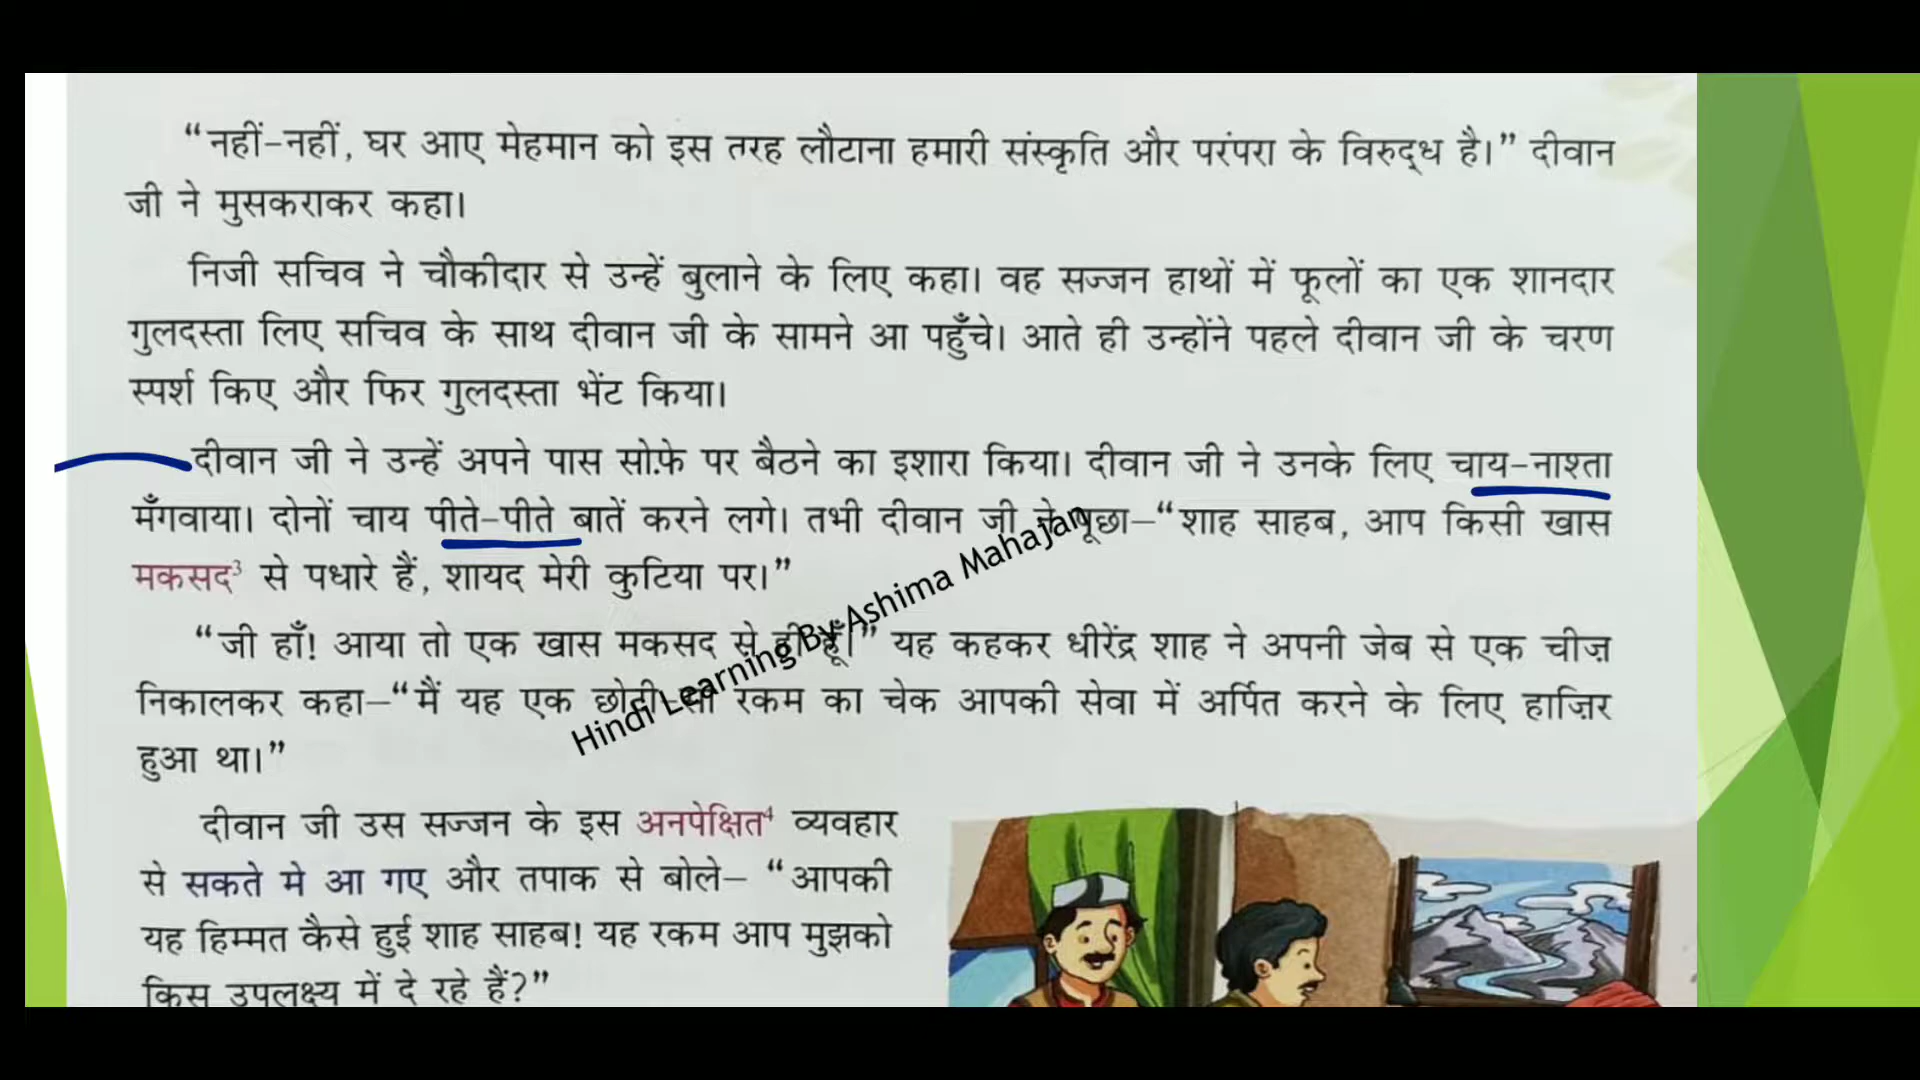 “नहीं-नहीं, घर आए मेहमान को इस तरह लौटाना हमारी संस्कृति और परंपरा के विरुद्ध है।” दीवान
जी ने मुसकराकर कहा।
निजी सचिव ने चौकीदार से उन्हें बुलाने के लिए कहा। वह सज्जन हाथों में फूलों का एक शानदार
गुलदस्ता लिए सचिव के साथ दीवान जी के सामने आ पहुँचे। आते ही उन्होंने पहले दीवान जी के चरण
स्पर्श किए और फिर गुलदस्ता भेंट किया।
दीवान जी ने उन्हें अपने पास सोफ़े पर बैठने का इशारा किया। दीवान जी ने उनके लिए चाय-नाश्ता
मँगवाया। दोनों चाय पीते-पीते बातें करने लगे। तभी दीवान जी ने पूछा—“शाह साहब, आप किसी खास
मकसद³ से पधारे हैं, शायद मेरी कुटिया पर।”
“जी हाँ! आया तो एक खास मकसद से ही हूँ।” यह कहकर धीरेंद्र शाह ने अपनी जेब से एक चीज़
निकालकर कहा—“मैं यह एक छोटी-सी रकम का चेक आपकी सेवा में अर्पित करने के लिए हाज़िर
हुआ था।”
दीवान जी उस सज्जन के इस अनपेक्षित⁴ व्यवहार
से सकते मे आ गए और तपाक से बोले— “आपकी
यह हिम्मत कैसे हुई शाह साहब! यह रकम आप मुझको
किस उपलक्ष्य में दे रहे हैं?”
Hindi Learning By Ashima Mahajan